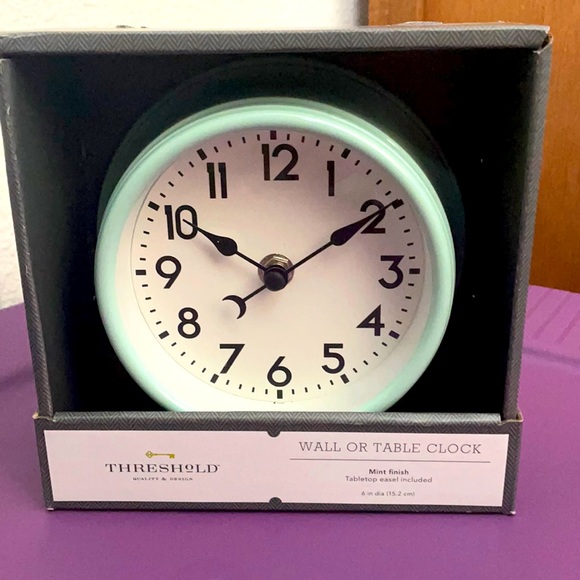 12
11 1
10 2
9 3
8 4
7 5
6
THRESHOLD
QUALITY & DESIGN
WALL OR TABLE CLOCK
Mint finish
Tabletop easel included
6 in dia (15.2 cm)